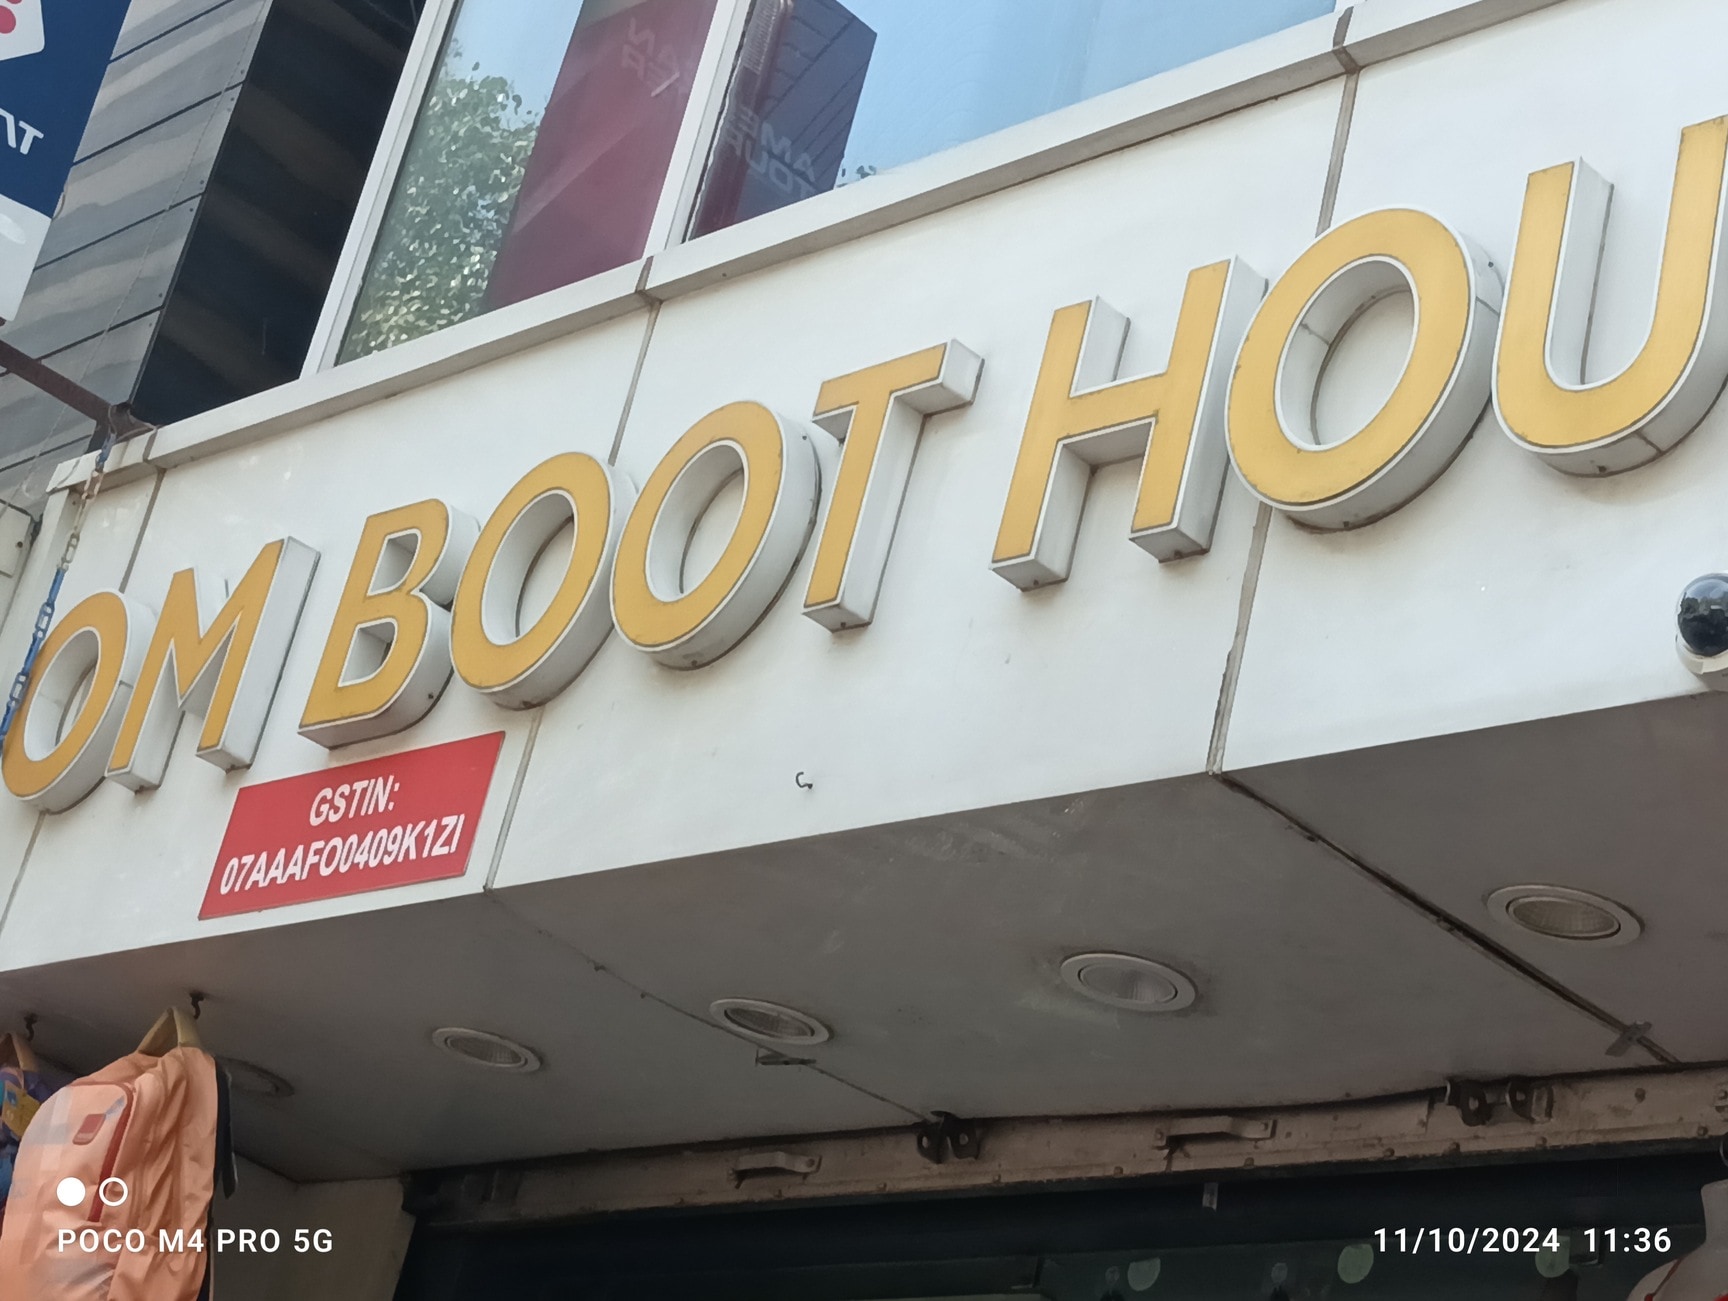 OM BOOT HOU
GSTIN:
07AAAFO0409K1ZI
POCO M4 PRO 5G
11/10/2024 11:36